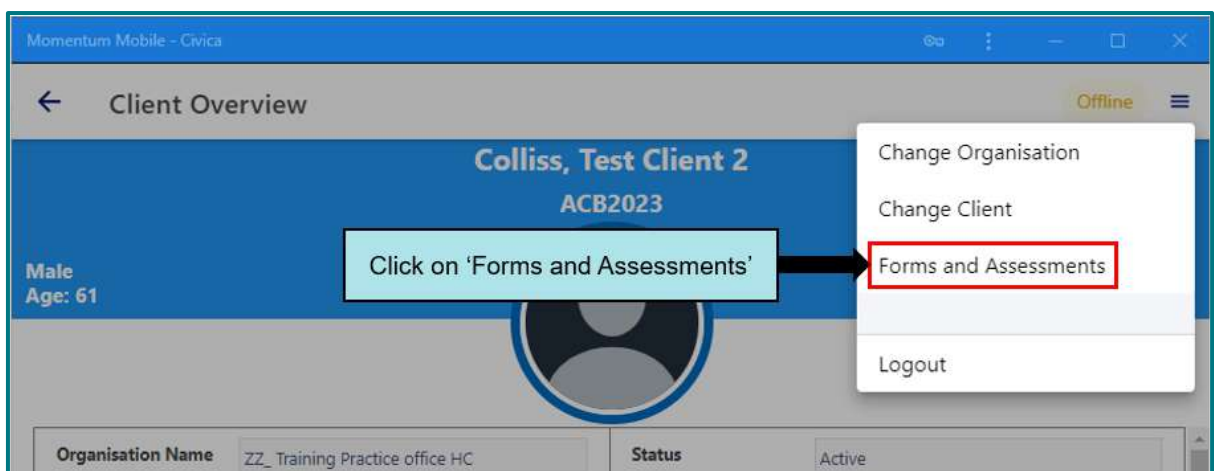 Momentum Mobile - Civica
Client Overview
Offline
Colliss, Test Client 2
ACB2023
Male
Age: 61
Click on ‘Forms and Assessments’
Change Organisation
Change Client
Forms and Assessments
Logout
Organisation Name ZZ_ Training Practice office HC Status Active